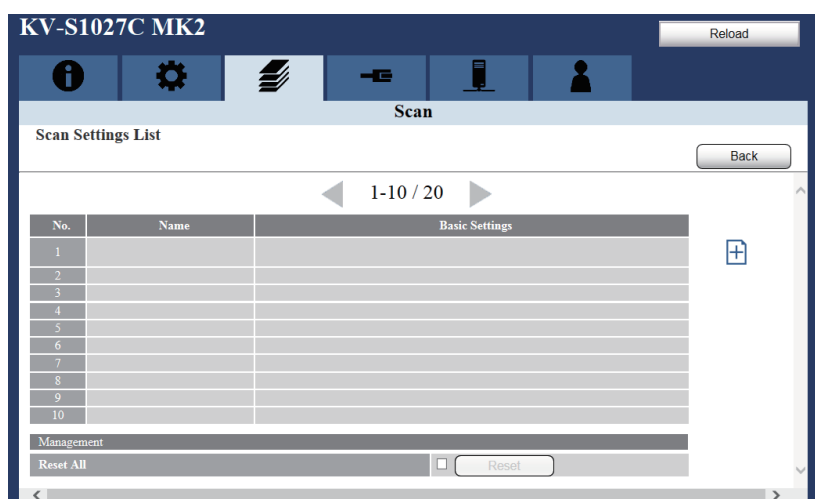 KV-S1027C MK2
Reload
Scan
Scan Settings List
Back
1-10 / 20
No. Name Basic Settings
1
2
3
4
5
6
7
8
9
10
Management
Reset All Reset